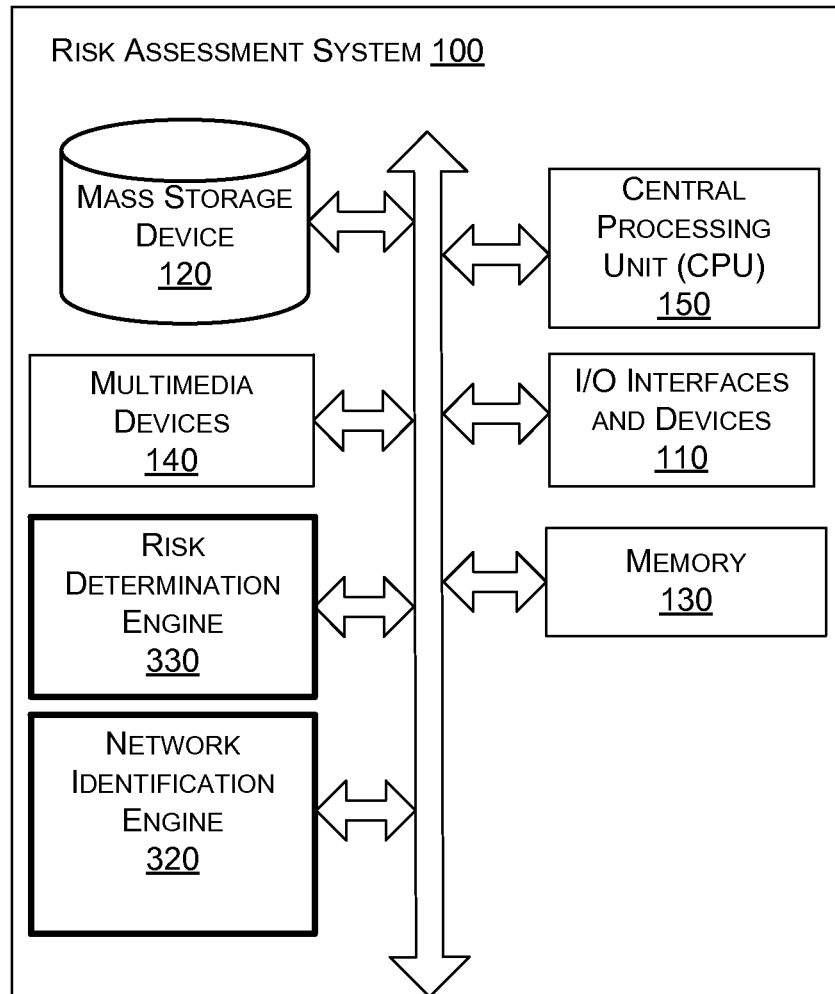 RISK ASSESSMENT SYSTEM 100
MASS STORAGE
DEVICE
120
CENTRAL
PROCESSING
UNIT (CPU)
150
MULTIMEDIA
DEVICES
140
I/O INTERFACES
AND DEVICES
110
RISK
DETERMINATION
ENGINE
330
MEMORY
130
NETWORK
IDENTIFICATION
ENGINE
320